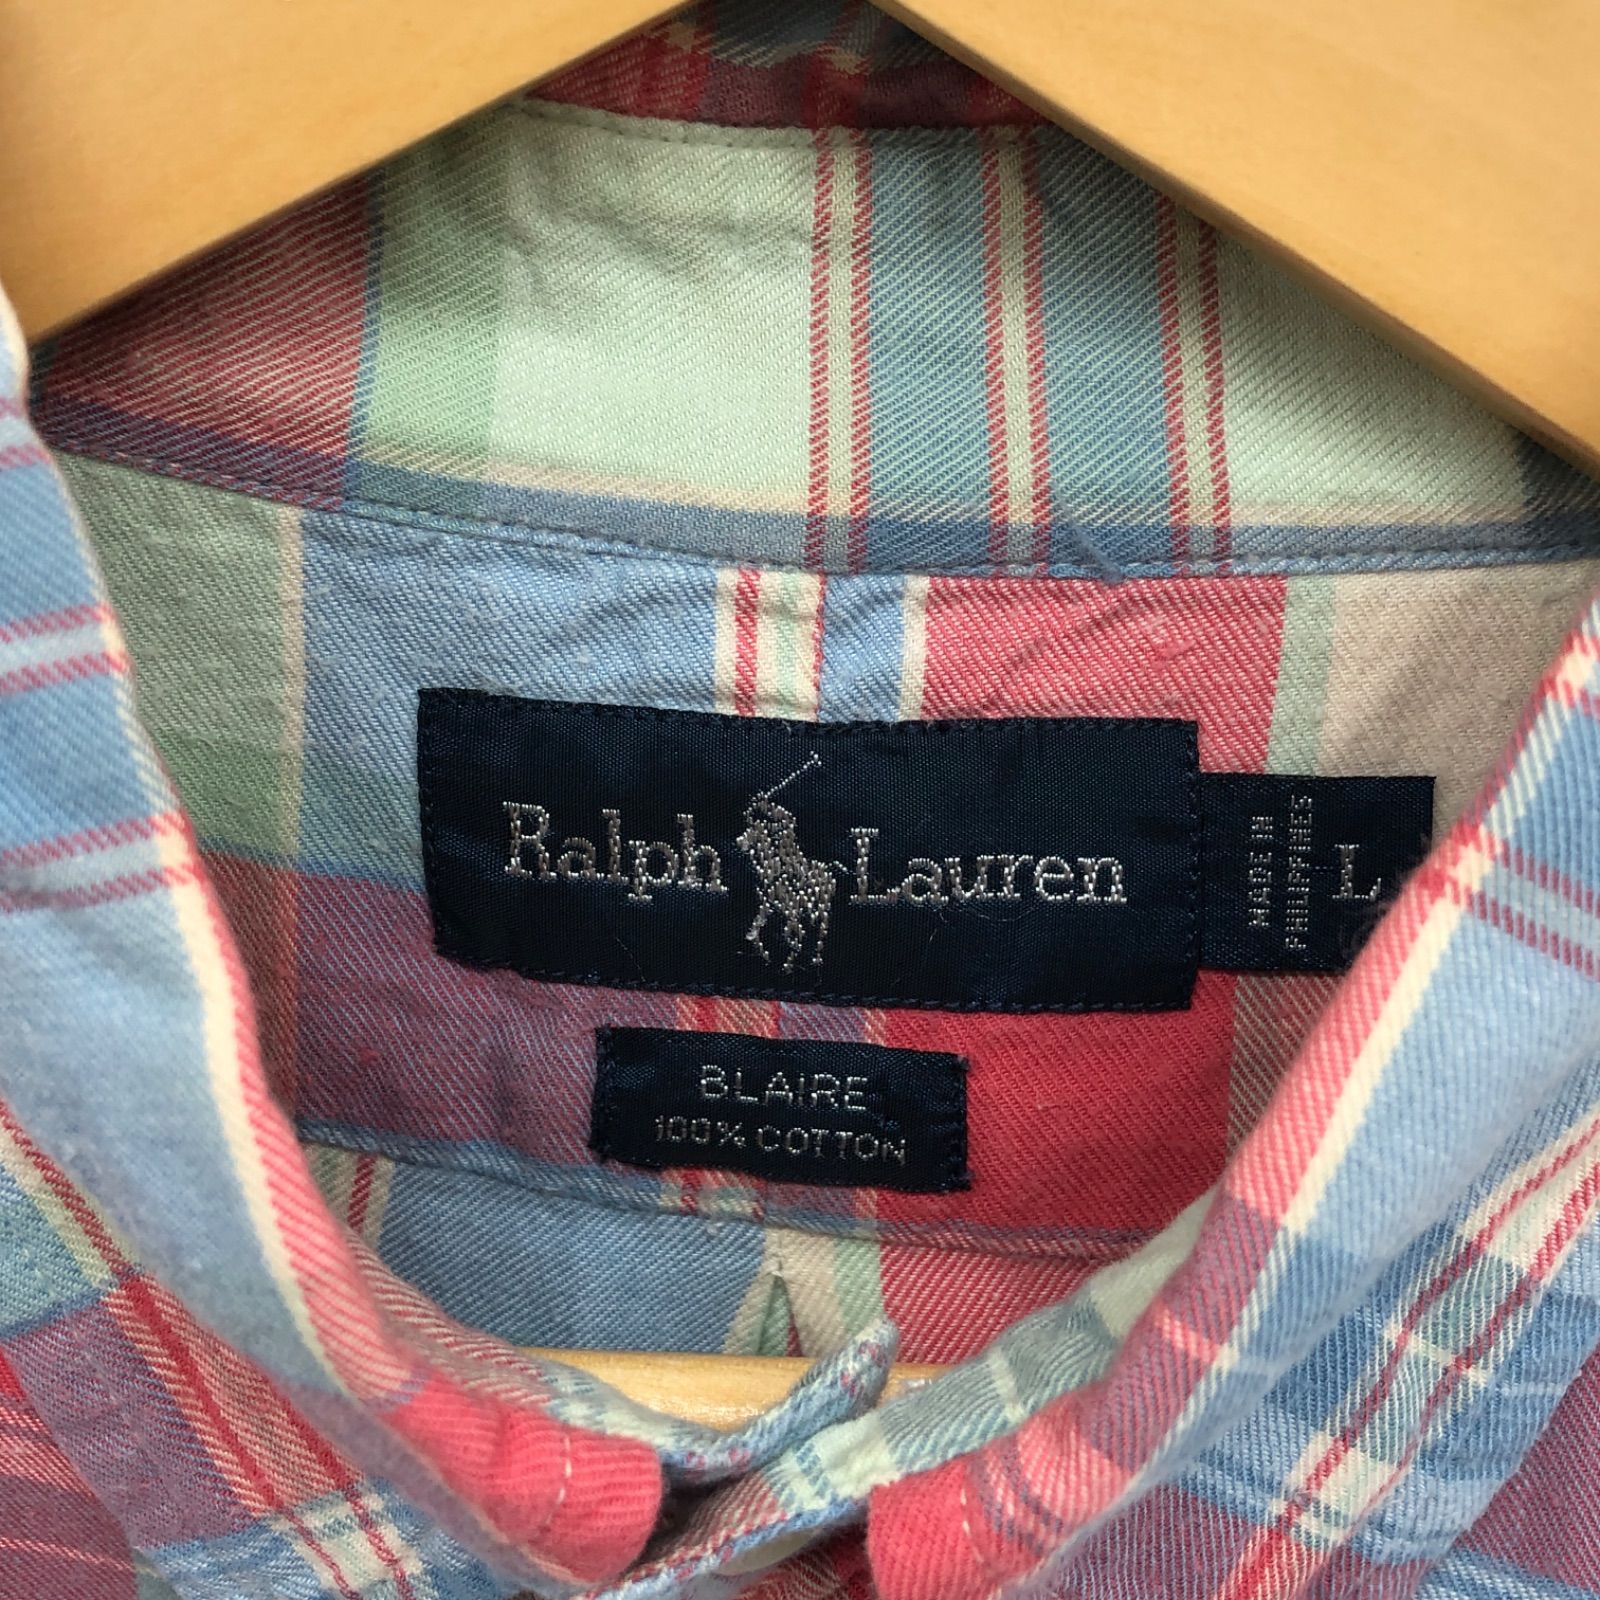 Ralph Lauren
MADE IN
PHILIPPINES
L
BLAIRE
100% COTTON